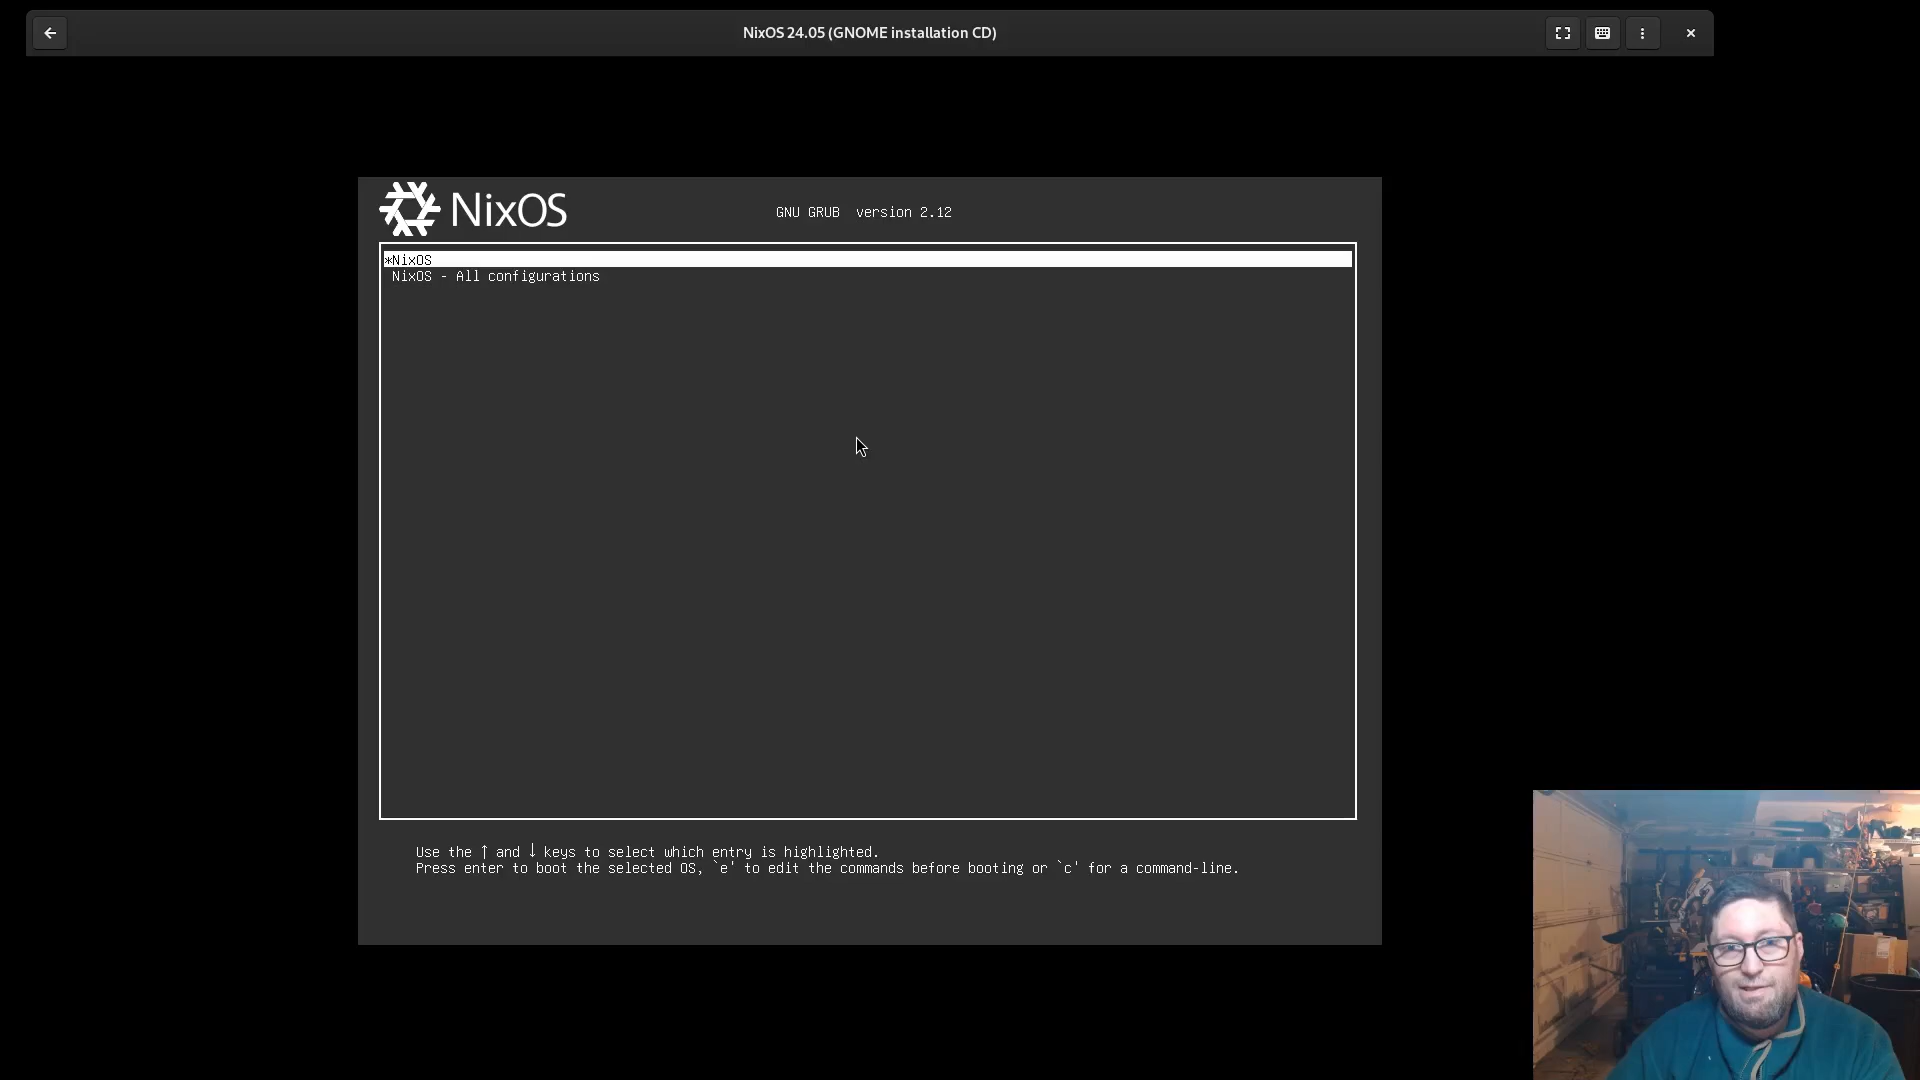 NixOS 24.05 (GNOME installation CD)
NixOS
GNU GRUB version 2.12
*NixOS
NixOS - All configurations
Use the ↑ and ↓ keys to select which entry is highlighted.
Press enter to boot the selected OS, `e' to edit the commands before booting or `c' for a command-line.